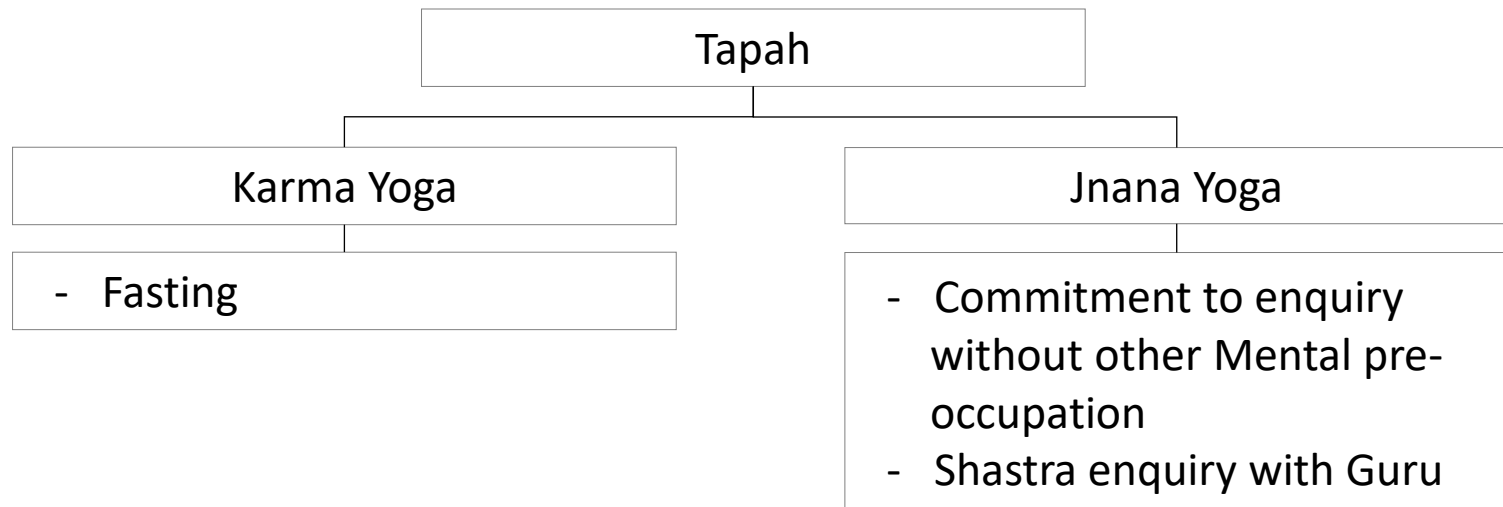 Tapah
Karma Yoga
Jnana Yoga
- Fasting
- Commitment to enquiry
without other Mental pre-
occupation
- Shastra enquiry with Guru